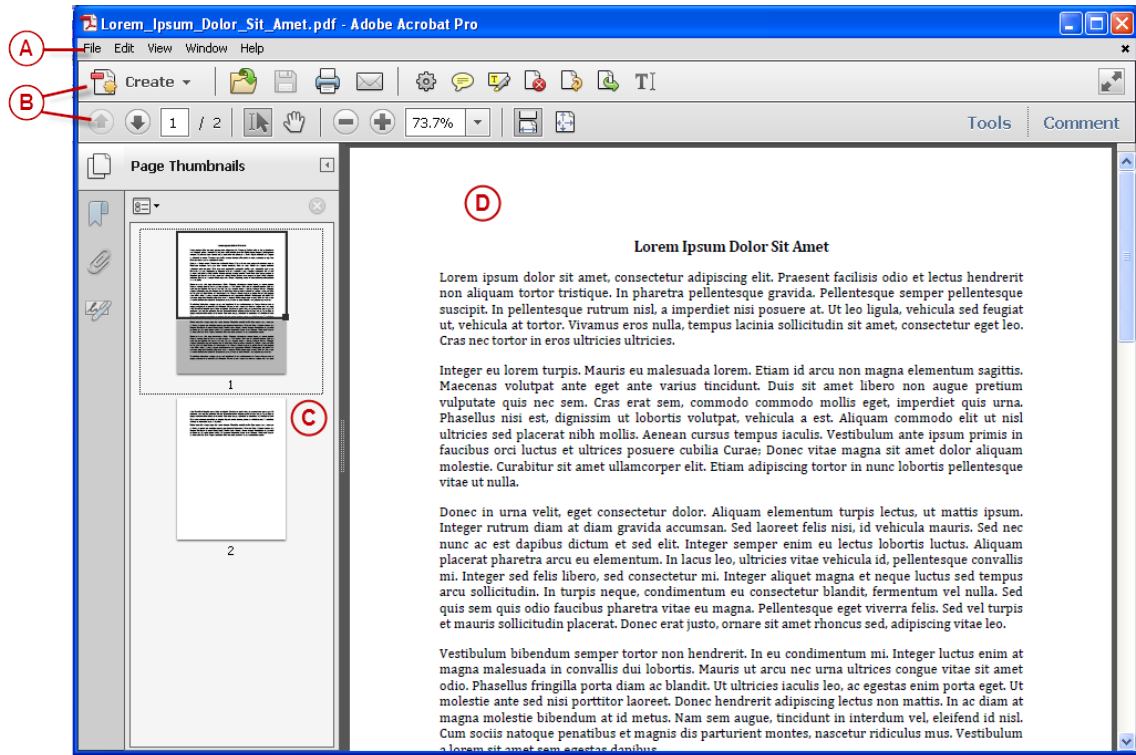 Lorem_Ipsum_Dolor_Sit_Amet.pdf - Adobe Acrobat Pro
A
File Edit View Window Help
B
Create
1 / 2
73.7%
Tools
Comment
Page Thumbnails
1
C
2
D
Lorem Ipsum Dolor Sit Amet
Lorem ipsum dolor sit amet, consectetur adipiscing elit. Praesent facilisis odio et lectus hendrerit
non aliquam tortor tristique. In pharetra pellentesque gravida. Pellentesque semper pellentesque
suscipit. In pellentesque rutrum nisl, a imperdiet nisi posuere at. Ut leo ligula, vehicula sed feugiat
ut, vehicula at tortor. Vivamus eros nulla, tempus lacinia sollicitudin sit amet, consectetur eget leo.
Cras nec tortor in eros ultricies ultricies.
Integer eu lorem turpis. Mauris eu malesuada lorem. Etiam id arcu non magna elementum sagittis.
Maecenas volutpat ante eget ante varius tincidunt. Duis sit amet libero non augue pretium
vulputate quis nec sem. Cras erat sem, commodo commodo mollis eget, imperdiet quis urna.
Phasellus nisi est, dignissim ut lobortis volutpat, vehicula a est. Aliquam commodo elit ut nisl
ultricies sed placerat nibh mollis. Aenean cursus tempus iaculis. Vestibulum ante ipsum primis in
faucibus orci luctus et ultrices posuere cubilia Curae; Donec vitae magna sit amet dolor aliquam
molestie. Curabitur sit amet ullamcorper elit. Etiam adipiscing tortor in nunc lobortis pellentesque
vitae ut nulla.
Donec in urna velit, eget consectetur dolor. Aliquam elementum turpis lectus, ut mattis ipsum.
Integer rutrum diam at diam gravida accumsan. Sed laoreet felis nisi, id vehicula mauris. Sed nec
nunc ac est dapibus dictum et sed elit. Integer semper enim eu lectus lobortis luctus. Aliquam
placerat pharetra arcu eu elementum. In lacus leo, ultricies vitae vehicula id, pellentesque convallis
mi. Integer sed felis libero, sed consectetur mi. Integer aliquet magna et neque luctus sed tempus
arcu sollicitudin. In turpis neque, condimentum eu consectetur blandit, fermentum vel nulla. Sed
quis sem quis odio faucibus pharetra vitae eu magna. Pellentesque eget viverra felis. Sed vel turpis
et mauris sollicitudin placerat. Donec erat justo, ornare sit amet rhoncus sed, adipiscing vitae leo.
Vestibulum bibendum semper tortor non hendrerit. In eu condimentum mi. Integer luctus enim at
magna malesuada in convallis dui lobortis. Mauris ut arcu nec urna ultrices congue vitae sit amet
odio. Phasellus fringilla porta diam ac blandit. Ut ultricies iaculis leo, ac egestas enim porta eget. Ut
molestie ante sed nisi porttitor laoreet. Donec hendrerit adipiscing lectus non mattis. In ac diam at
magna molestie bibendum at id metus. Nam sem augue, tincidunt in interdum vel, eleifend id nisl.
Cum sociis natoque penatibus et magnis dis parturient montes, nascetur ridiculus mus. Vestibulum
a lorem sit amet sem egestas dapibus.